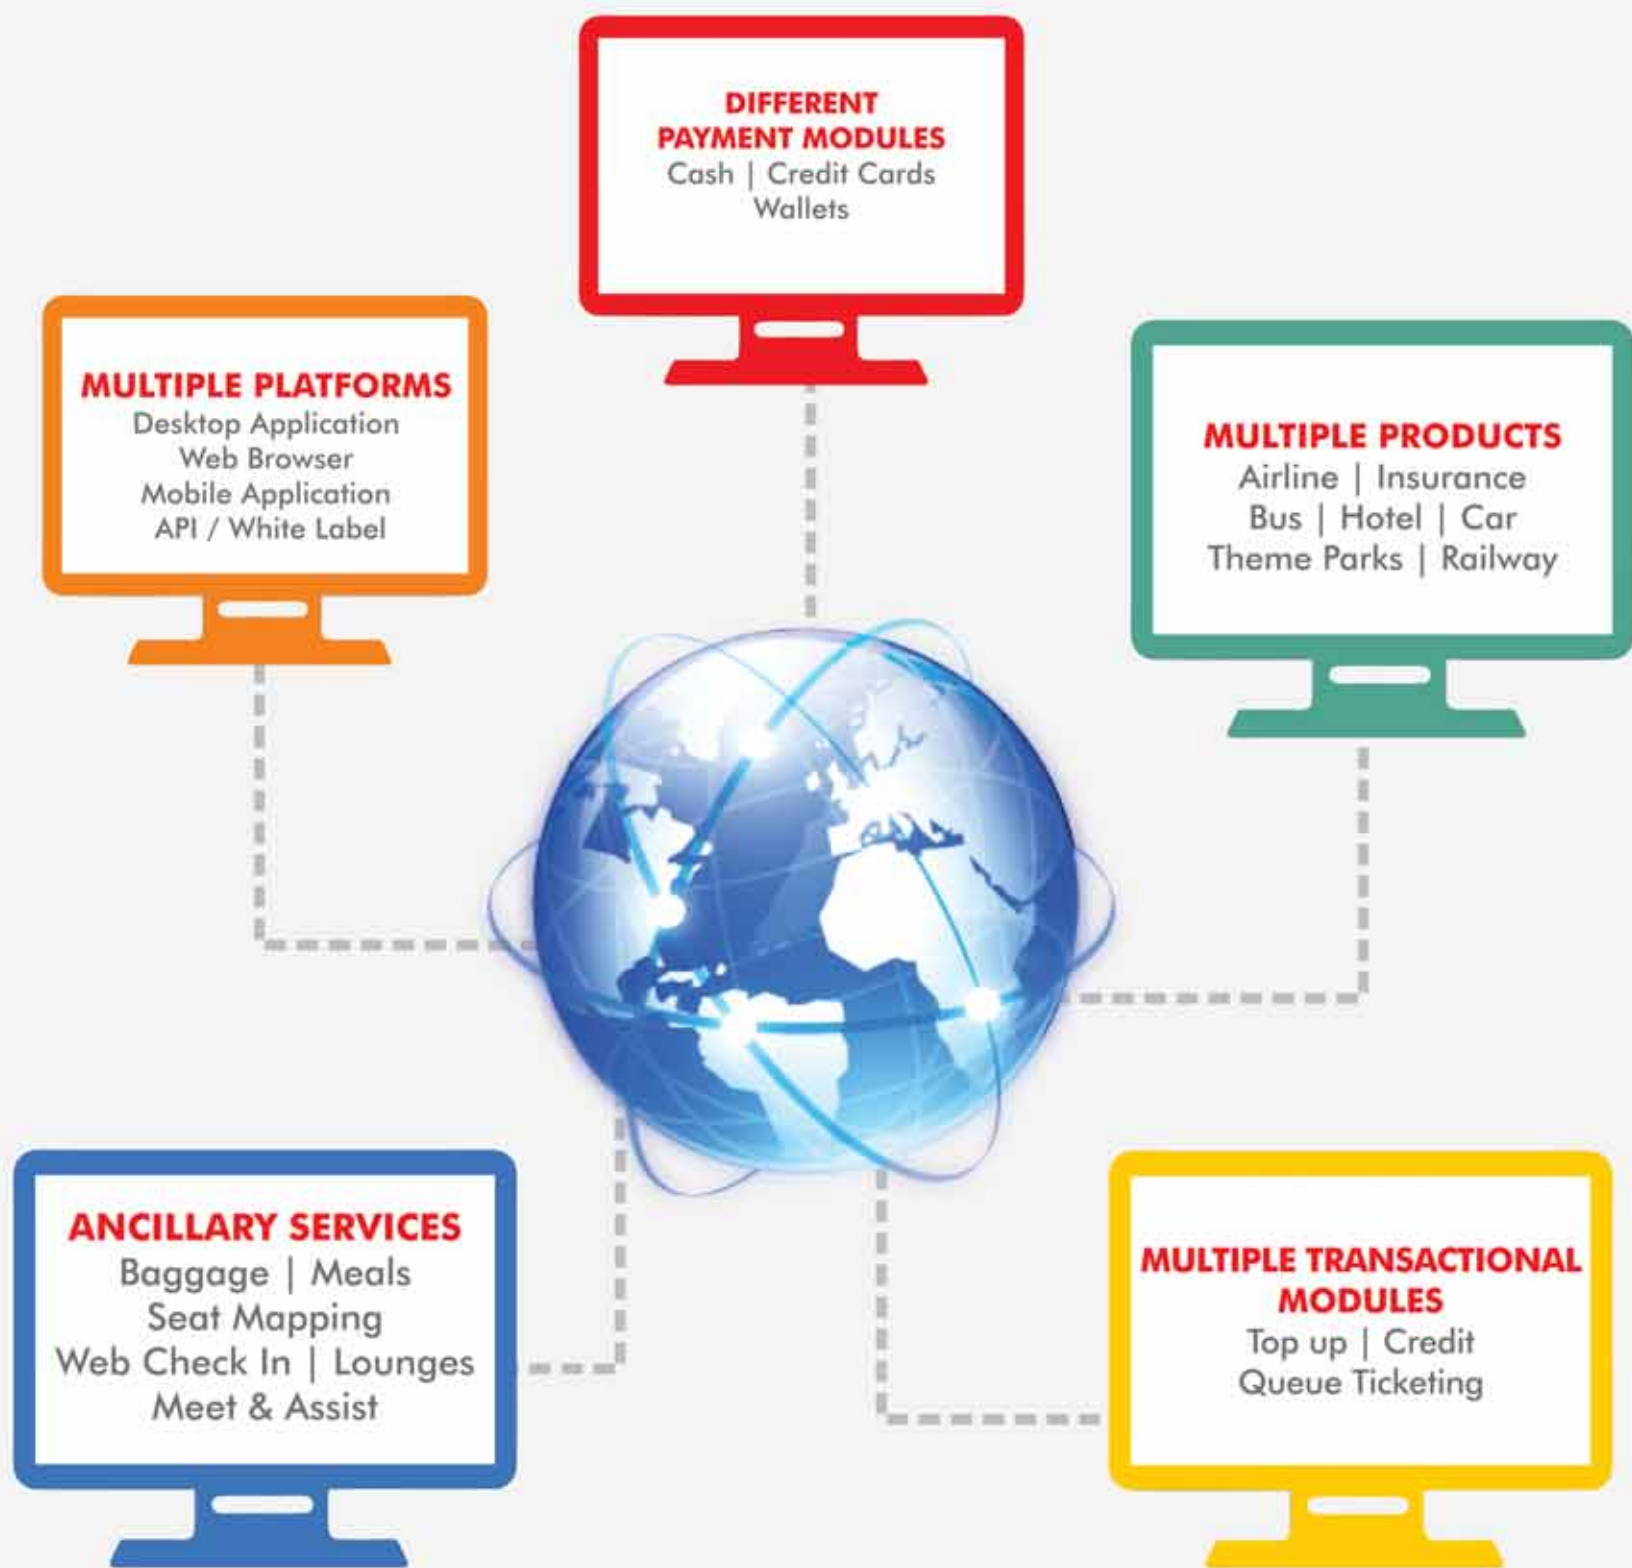 DIFFERENT
PAYMENT MODULES
Cash | Credit Cards
Wallets
MULTIPLE PLATFORMS
Desktop Application
Web Browser
Mobile Application
API / White Label
MULTIPLE PRODUCTS
Airline | Insurance
Bus | Hotel | Car
Theme Parks | Railway
ANCILLARY SERVICES
Baggage | Meals
Seat Mapping
Web Check In | Lounges
Meet & Assist
MULTIPLE TRANSACTIONAL
MODULES
Top up | Credit
Queue Ticketing